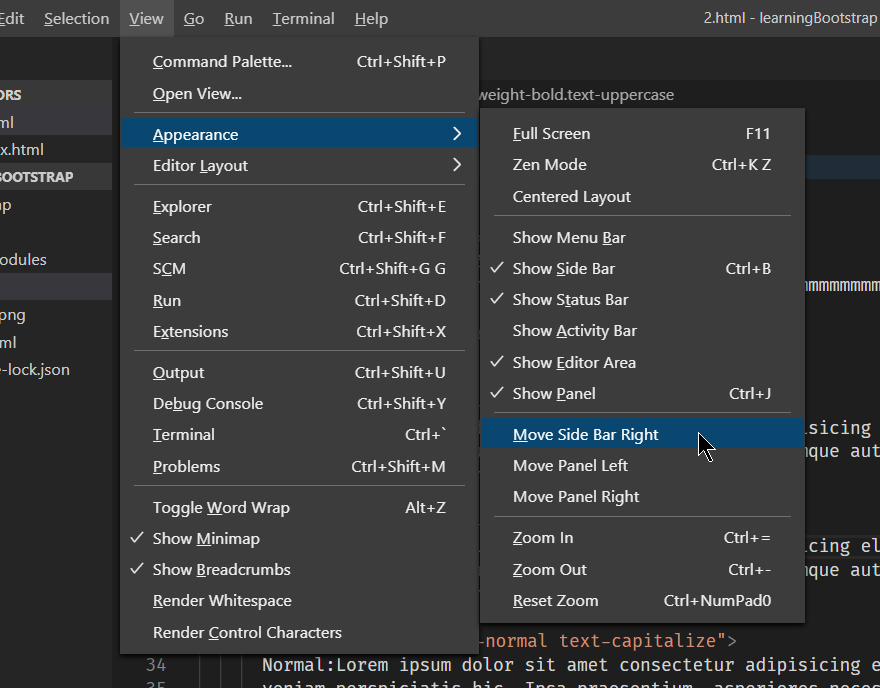 Edit Selection View Go Run Terminal Help 2.html - learningBootstrap
ORS
ml
x.html
BOOTSTRAP
ap
odules
png
ml
-lock.json
Command Palette... Ctrl+Shift+P
Open View...
Appearance
Editor Layout
Explorer Ctrl+Shift+E
Search Ctrl+Shift+F
SCM Ctrl+Shift+G G
Run Ctrl+Shift+D
Extensions Ctrl+Shift+X
Output Ctrl+Shift+U
Debug Console Ctrl+Shift+Y
Terminal Ctrl+`
Problems Ctrl+Shift+M
Toggle Word Wrap Alt+Z
✓ Show Minimap
✓ Show Breadcrumbs
Render Whitespace
Render Control Characters
weight-bold.text-uppercase
Full Screen F11
Zen Mode Ctrl+K Z
Centered Layout
Show Menu Bar
✓ Show Side Bar Ctrl+B
✓ Show Status Bar
Show Activity Bar
✓ Show Editor Area
✓ Show Panel Ctrl+J
Move Side Bar Right
Move Panel Left
Move Panel Right
Zoom In Ctrl+=
Zoom Out Ctrl+-
Reset Zoom Ctrl+NumPad0
mmmmmmm
sicing
que aut
cing el
que aut
-normal text-capitalize">
34 Normal:Lorem ipsum dolor sit amet consectetur adipisicing e